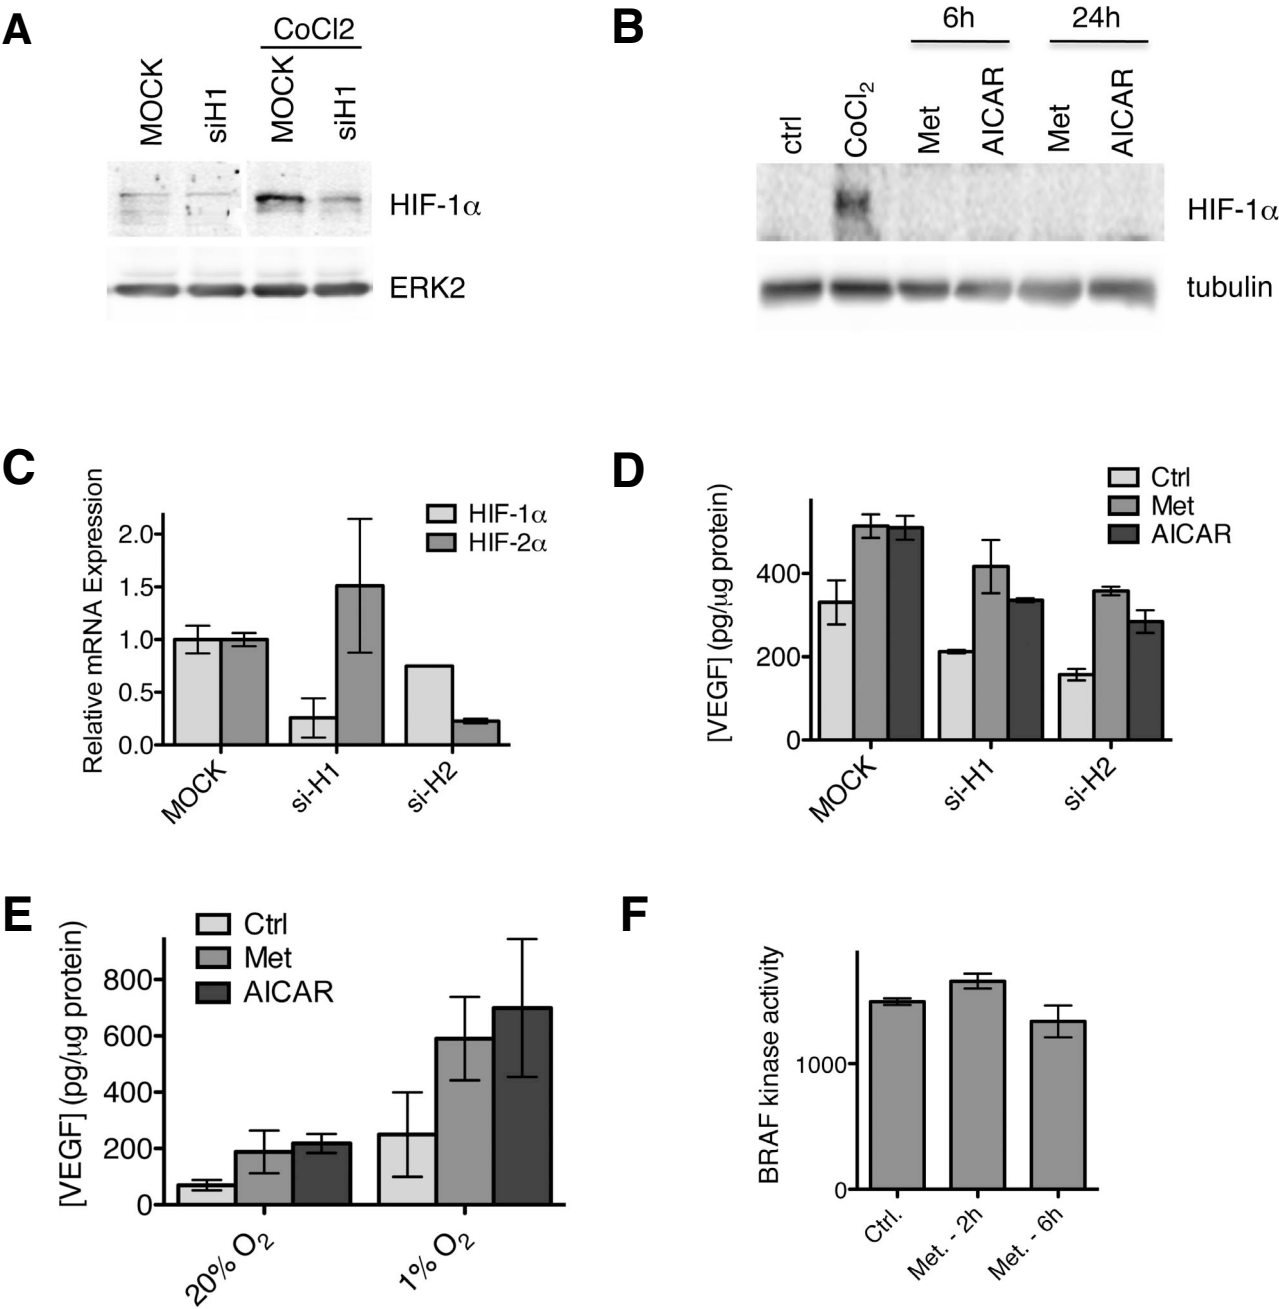 A
CoCl2
MOCK
siH1
MOCK
siH1
HIF-1α
ERK2
B
6h
24h
ctrl
CoCl₂
Met
AICAR
Met
AICAR
HIF-1α
tubulin
C
Relative mRNA Expression
HIF-1α
HIF-2α
2.0
1.5
1.0
0.5
0.0
MOCK
si-H1
si-H2
D
[VEGF] (pg/μg protein)
Ctrl
Met
AICAR
400
200
0
MOCK
si-H1
si-H2
E
[VEGF] (pg/μg protein)
Ctrl
Met
AICAR
800
600
400
200
0
20% O₂
1% O₂
F
BRAF kinase activity
1000
0
Ctrl.
Met. - 2h
Met. - 6h